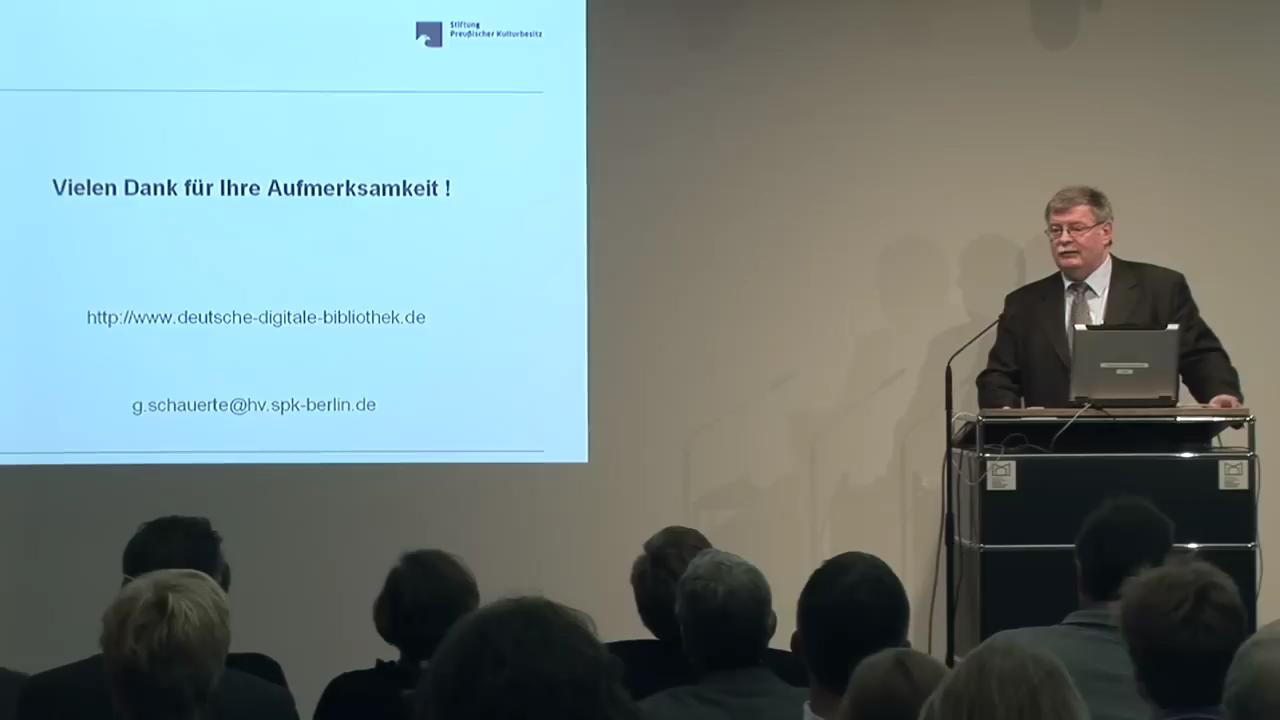 Stiftung
Preußischer Kulturbesitz
Vielen Dank für Ihre Aufmerksamkeit !
http://www.deutsche-digitale-bibliothek.de
g.schauerte@hv.spk-berlin.de